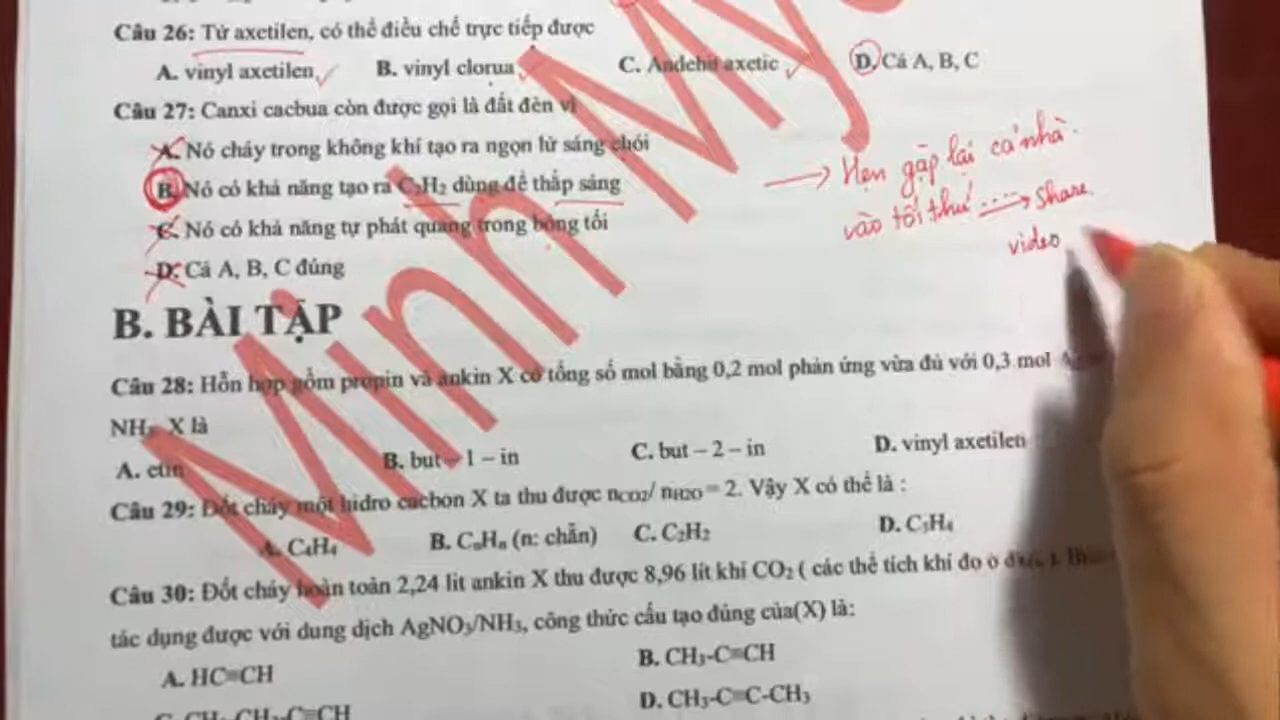 Câu 26: Từ axetilen, có thể điều chế trực tiếp được
A. vinyl axetilen B. vinyl clorua C. Andehit axetic D. Cả A, B, C
Câu 27: Canxi cacbua còn được gọi là đất đèn vì
A. Nó cháy trong không khí tạo ra ngọn lử sáng chói
B. Nó có khả năng tạo ra C2H2 dùng để thắp sáng
C. Nó có khả năng tự phát quang trong bóng tối
D. Cả A, B, C đúng
→ Hẹn gặp lại cả nhà.
vào tối thứ ....→ Share.
video
B. BÀI TẬP
Câu 28: Hỗn hợp gồm propin và ankin X có tổng số mol bằng 0,2 mol phản ứng vừa đủ với 0,3 mol
NH3. X là
A. etin B. but – 1 – in C. but – 2 – in D. vinyl axetilen
Câu 29: Đốt cháy một hidro cacbon X ta thu được nCO2/ nH2O = 2. Vậy X có thể là :
A. C4H4 B. CnHn (n: chẵn) C. C2H2 D. C3H4
Câu 30: Đốt cháy hoàn toàn 2,24 lit ankin X thu được 8,96 lít khí CO2 ( các thể tích khí đo ở
tác dụng được với dung dịch AgNO3/NH3, công thức cấu tạo đúng của(X) là:
A. HC≡CH B. CH3-C≡CH
C. CH3-CH2-C≡CH D. CH3-C≡C-CH3
Minh My